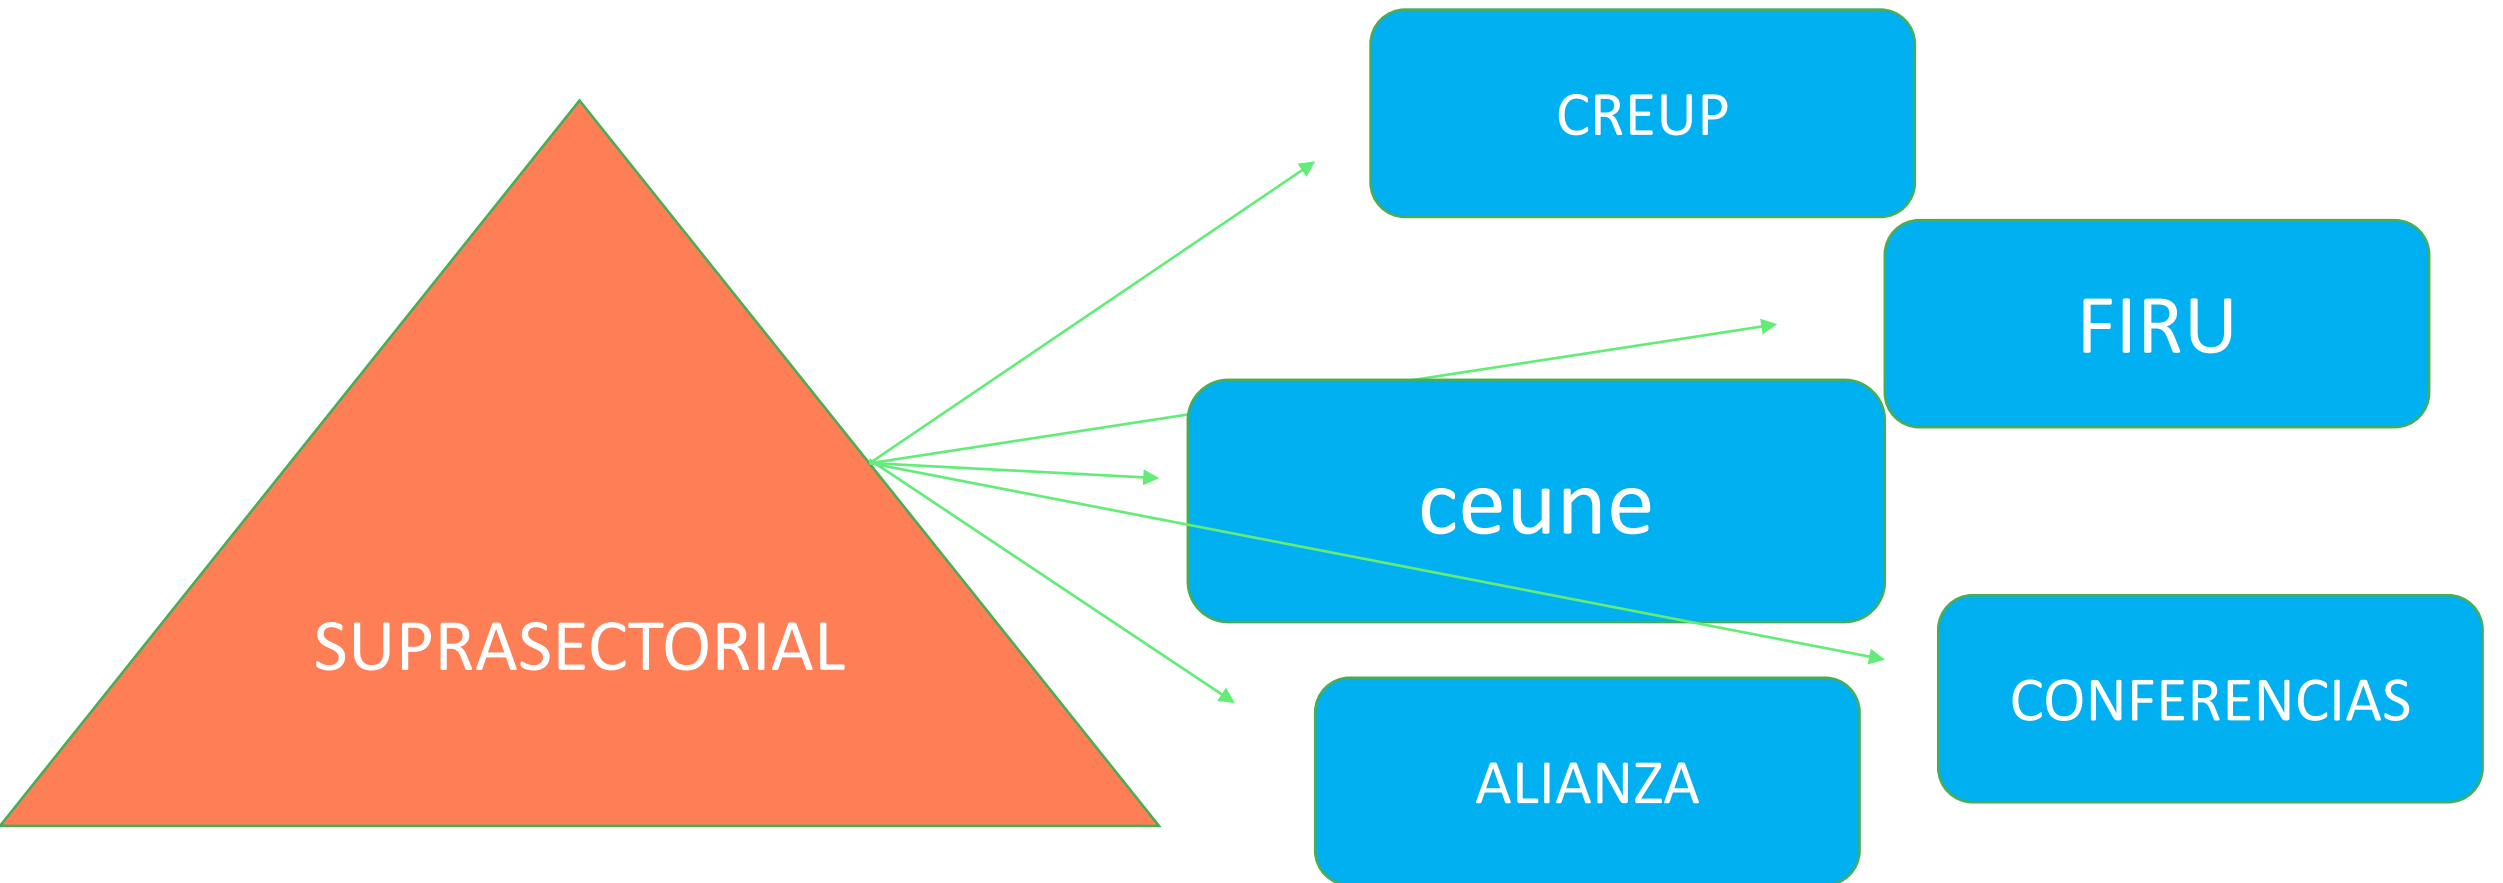 CREUP
FIRU
ceune
SUPRASECTORIAL
CONFERENCIAS
ALIANZA